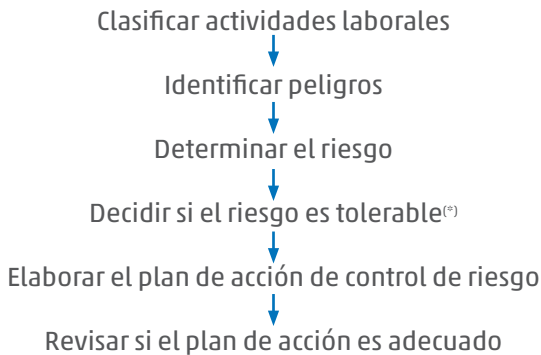 Clasificar actividades laborales
Identificar peligros
Determinar el riesgo
Decidir si el riesgo es tolerable(*)
Elaborar el plan de acción de control de riesgo
Revisar si el plan de acción es adecuado